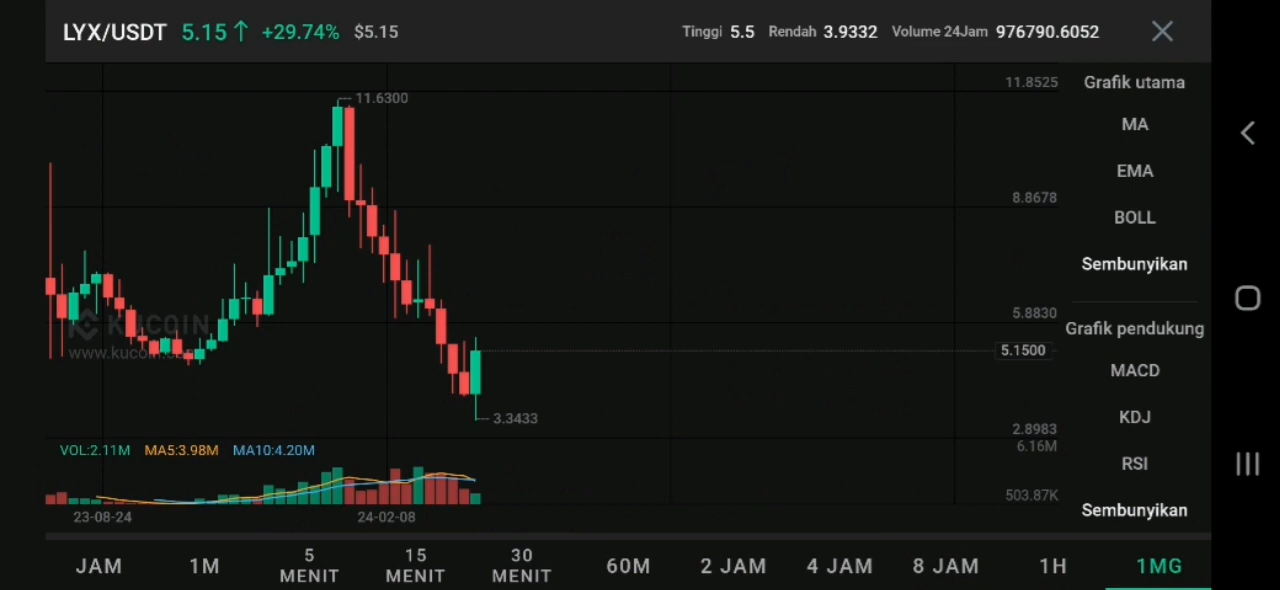 LYX/USDT 5.15↑ +29.74% $5.15 Tinggi 5.5 Rendah 3.9332 Volume 24Jam 976790.6052
11.8525 Grafik utama
11.6300
MA
EMA
8.8678
BOLL
Sembunyikan
5.8830
KUCOIN
Grafik pendukung
www.kucoin.com
5.1500
MACD
3.3433
KDJ
2.8983
VOL:2.11M MA5:3.98M MA10:4.20M
6.16M
RSI
503.87K
Sembunyikan
23-08-24 24-02-08
JAM 1M 5 MENIT 15 MENIT 30 MENIT 60M 2 JAM 4 JAM 8 JAM 1H 1MG